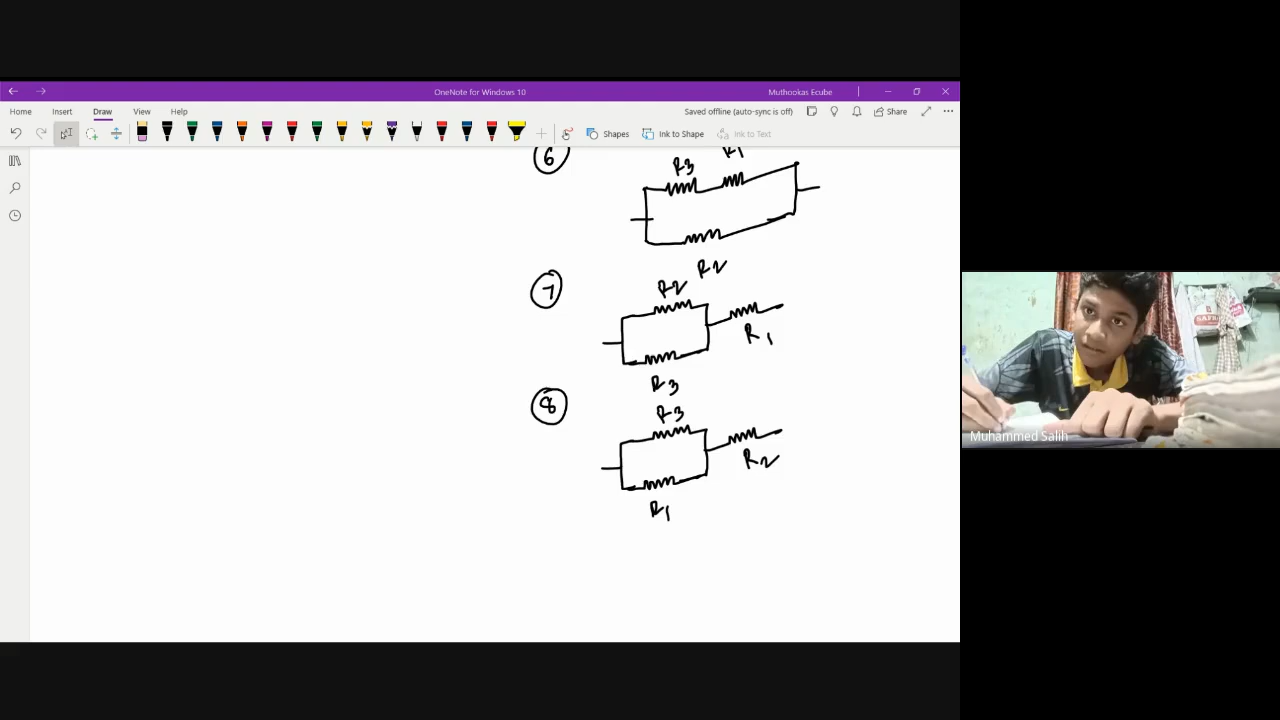 OneNote for Windows 10
Muthookas Ecube
Home Insert Draw View Help
Saved offline (auto-sync is off)
Share
Shapes
Ink to Shape
Ink to Text
6
R3 R1
R2
7
R2
R1
R3
8
R3
R2
R1
SAFARI
Muhammed Salih